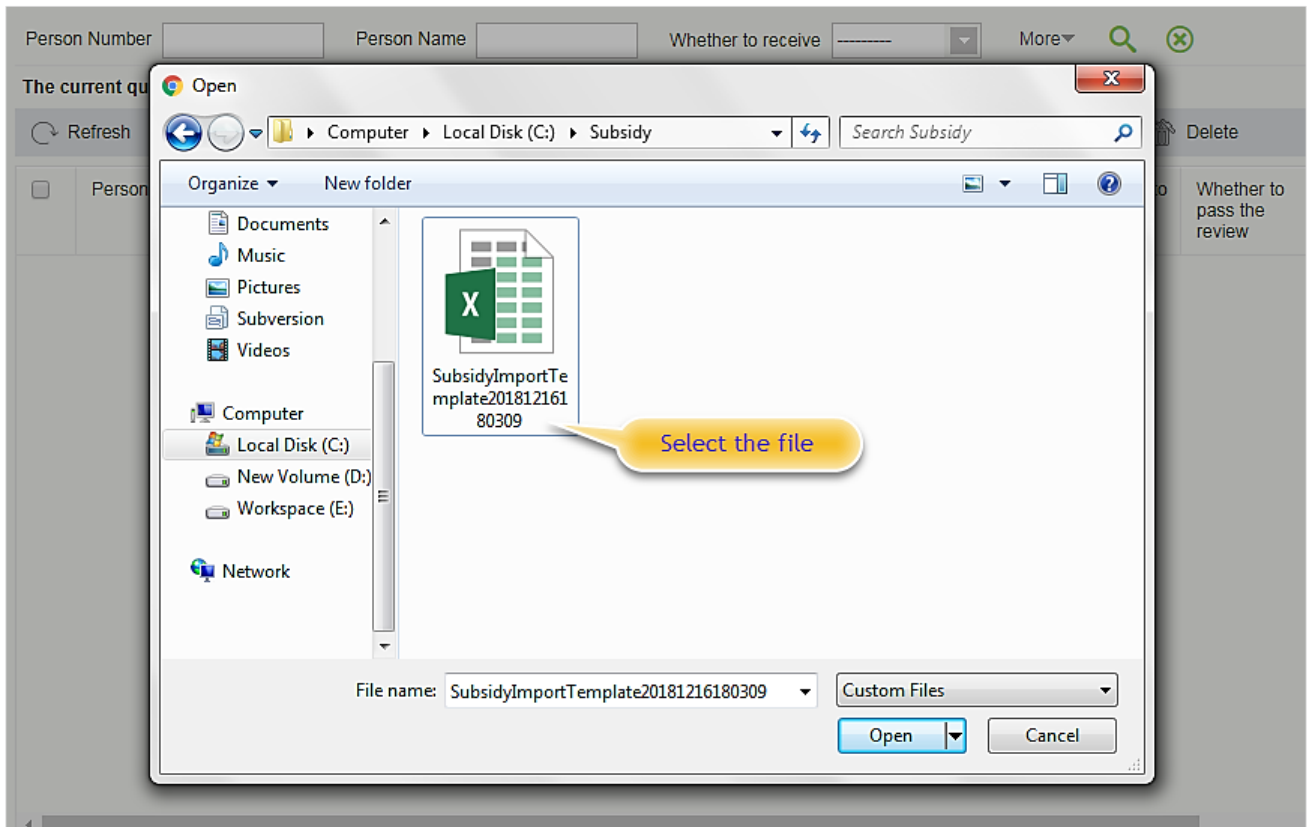 Person Number Person Name Whether to receive --------- More
The current qu
Open
Computer Local Disk (C:) Subsidy Search Subsidy
Refresh Delete
Organize New folder
Person to Whether to
pass the
review
Documents
Music
Pictures
Subversion
Videos
Computer
Local Disk (C:)
New Volume (D:)
Workspace (E:)
Network
X
SubsidyImportTe
mplate201812161
80309
Select the file
File name: SubsidyImportTemplate20181216180309 Custom Files
Open Cancel